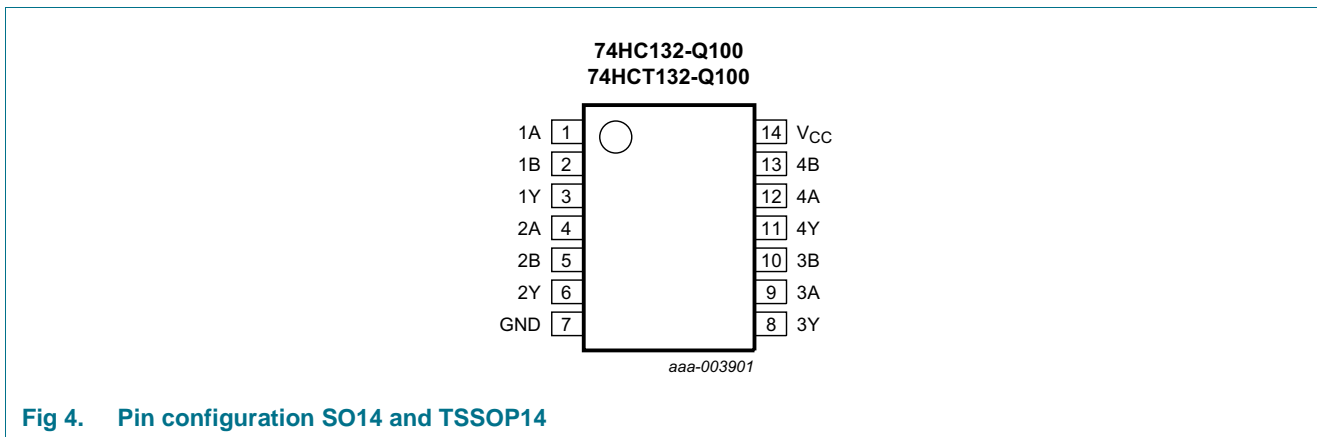 74HC132-Q100
74HCT132-Q100
1A 1 14 VCC
1B 2 13 4B
1Y 3 12 4A
2A 4 11 4Y
2B 5 10 3B
2Y 6 9 3A
GND 7 8 3Y
aaa-003901
Fig 4. Pin configuration SO14 and TSSOP14